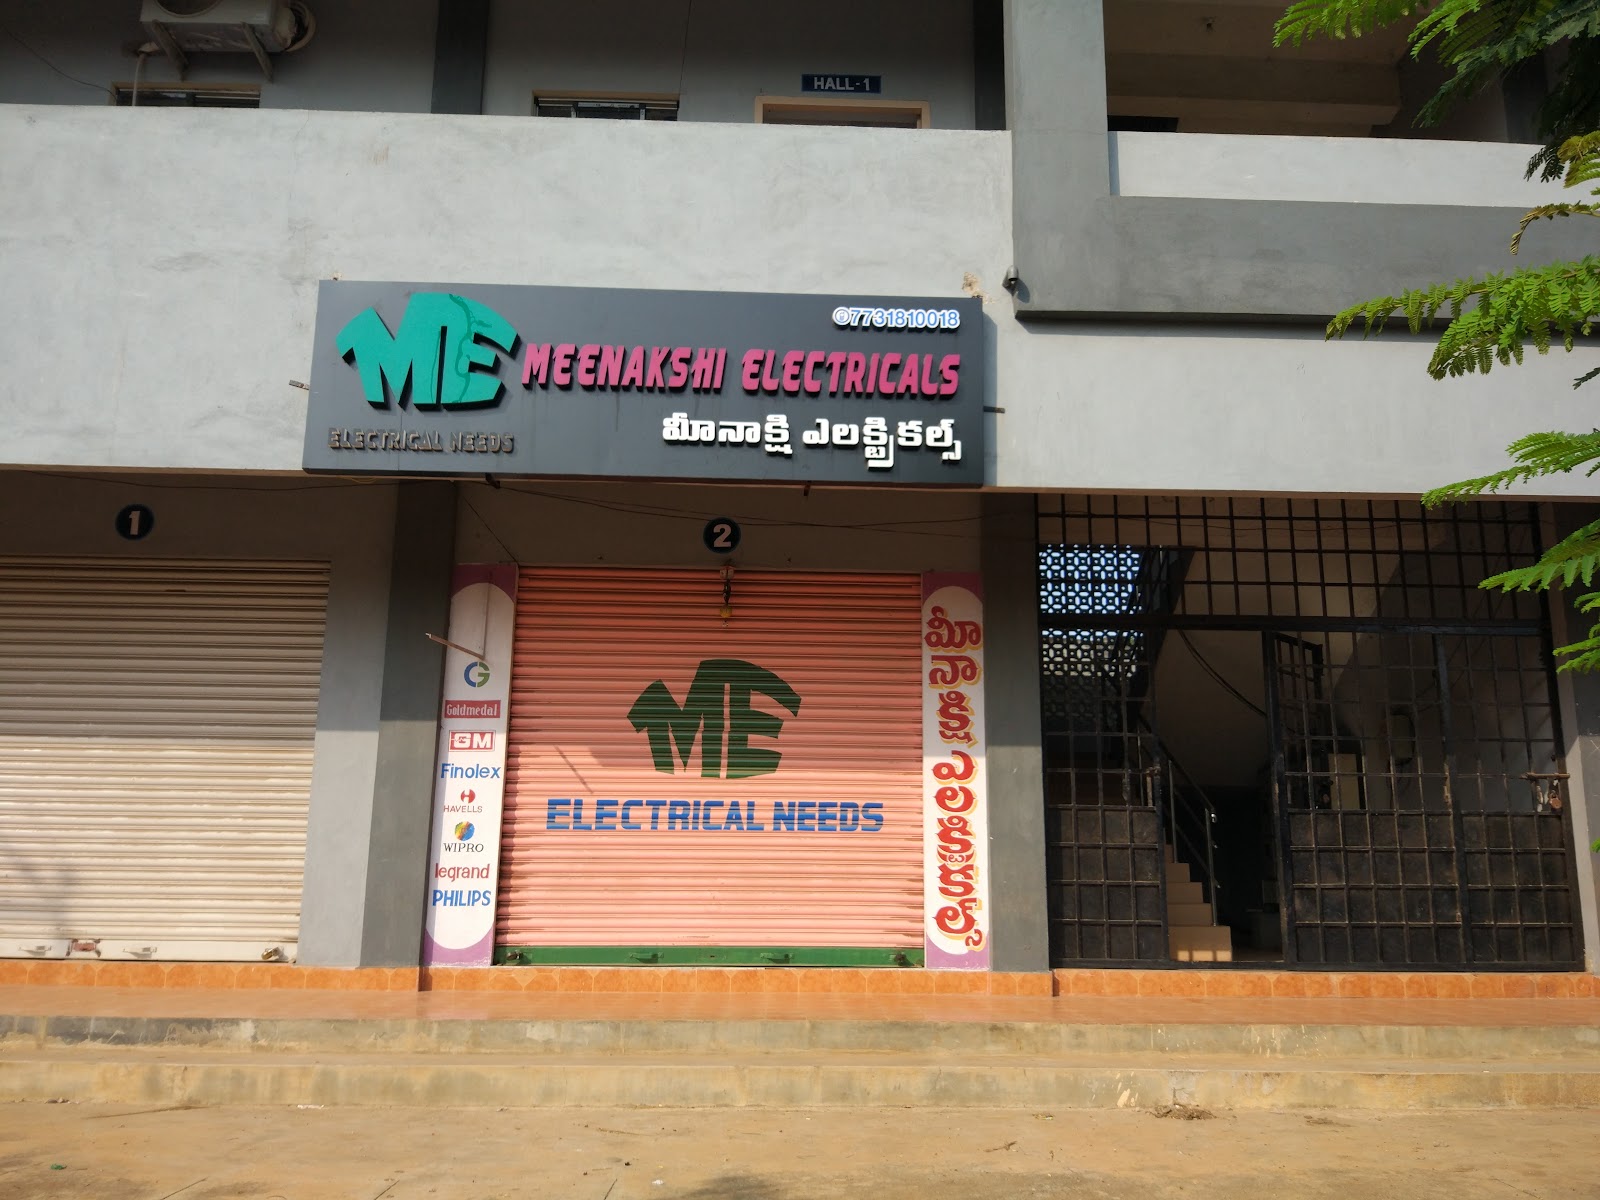 HALL-1
7731810018
ME
MEENAKSHI ELECTRICALS
మీనాక్షి ఎలక్ట్రికల్స్
ELECTRICAL NEEDS
1
2
G
Goldmedal
GM
Finolex
HAVELLS
WIPRO
legrand
PHILIPS
ME
ELECTRICAL NEEDS
మీనాక్షి ఎలక్ట్రికల్స్